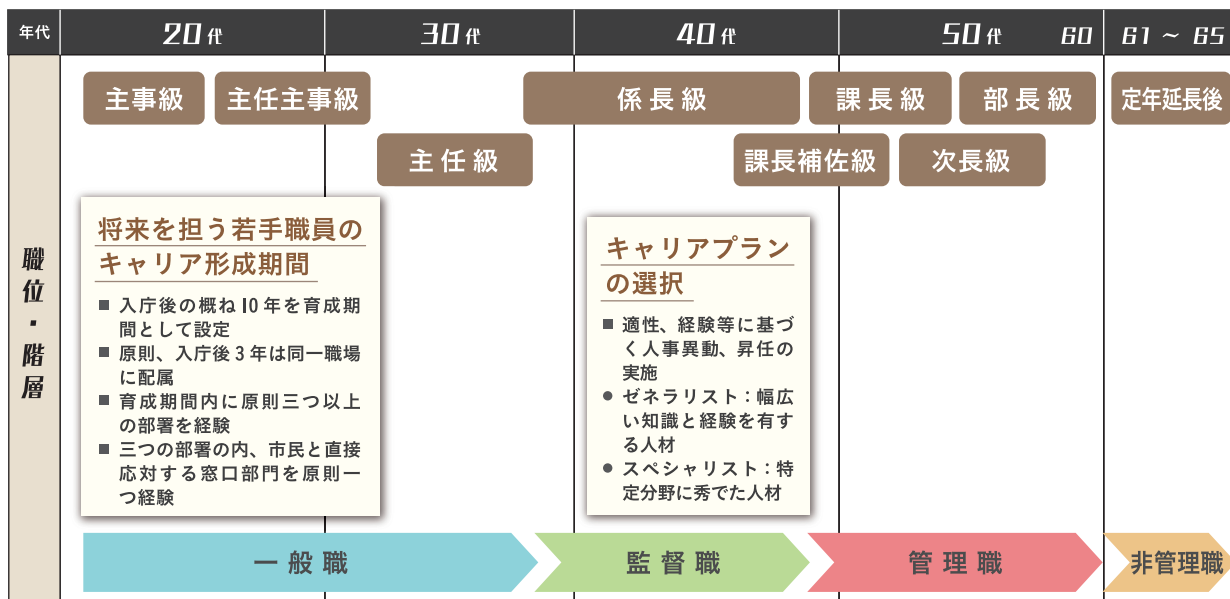 年代
20代
30代
40代
50代
60
61 ~ 65
職位・階層
主事級
主任主事級
係長級
課長級
部長級
定年延長後
主任級
課長補佐級
次長級
将来を担う若手職員の
キャリア形成期間
■ 入庁後の概ね10年を育成期
間として設定
■ 原則、入庁後3年は同一職場
に配属
■ 育成期間内に原則三つ以上
の部署を経験
■ 三つの部署の内、市民と直接
応対する窓口部門を原則一
つ経験
キャリアプラン
の選択
■ 適性、経験等に基づ
く人事異動、昇任の
実施
● ゼネラリスト：幅広
い知識と経験を有す
る人材
● スペシャリスト：特
定分野に秀でた人材
一般職
監督職
管理職
非管理職